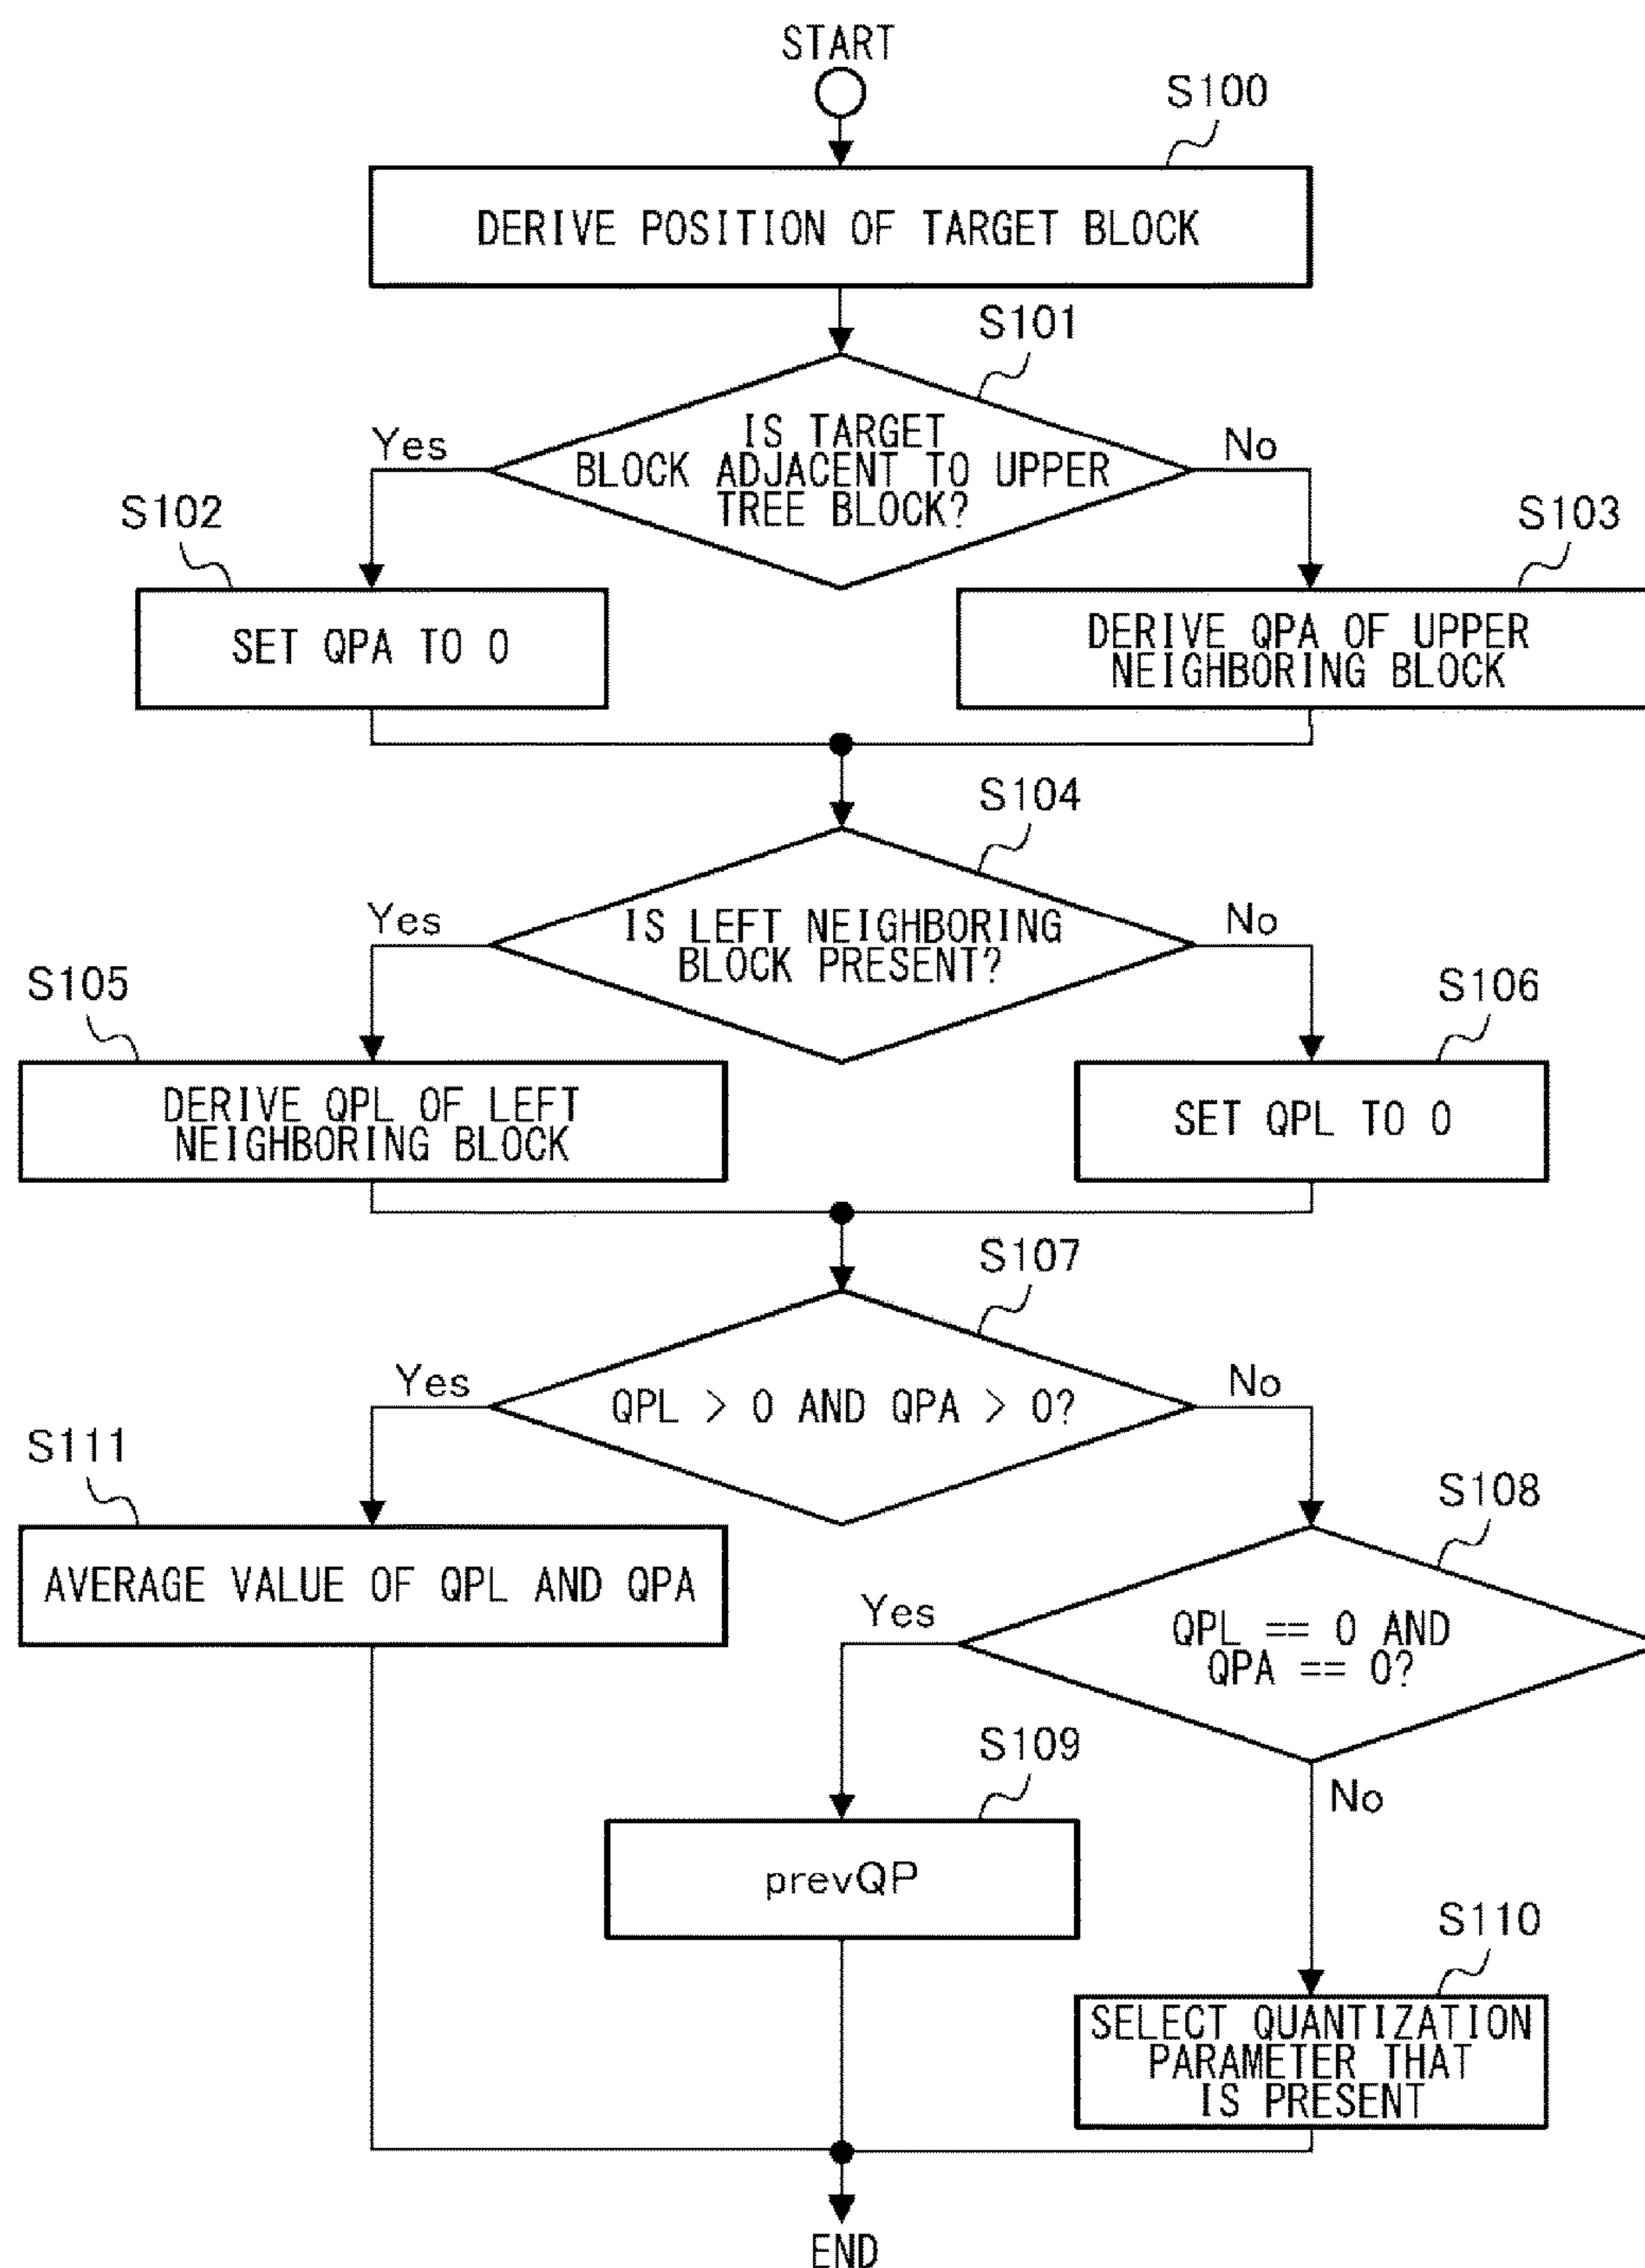 START
S100
DERIVE POSITION OF TARGET BLOCK
S101
IS TARGET
BLOCK ADJACENT TO UPPER
TREE BLOCK?
Yes
No
S102
S103
SET QPA TO 0
DERIVE QPA OF UPPER
NEIGHBORING BLOCK
S104
IS LEFT NEIGHBORING
BLOCK PRESENT?
Yes
No
S105
S106
DERIVE QPL OF LEFT
NEIGHBORING BLOCK
SET QPL TO 0
S107
QPL > 0 AND QPA > 0?
Yes
No
S111
S108
AVERAGE VALUE OF QPL AND QPA
QPL == 0 AND
QPA == 0?
Yes
No
S109
prevQP
S110
SELECT QUANTIZATION
PARAMETER THAT
IS PRESENT
END